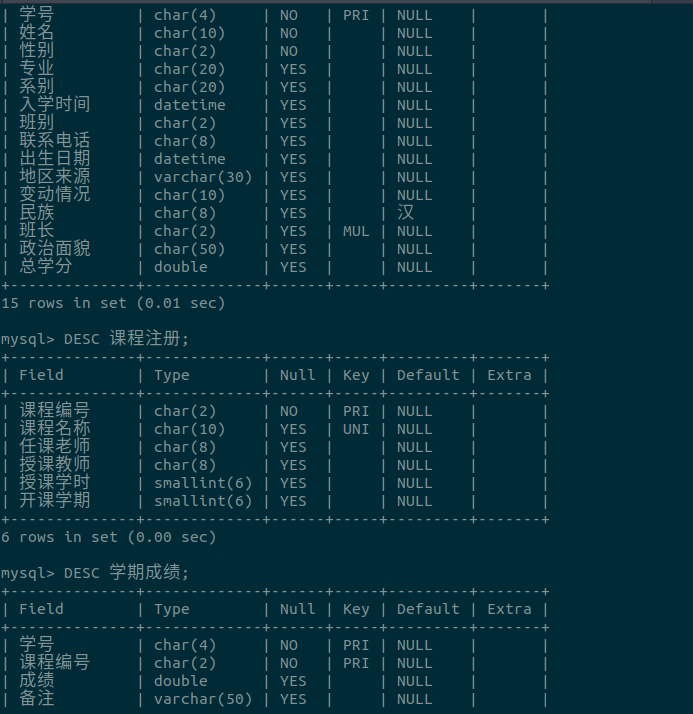 | 学号 | char(4) | NO | PRI | NULL | |
| 姓名 | char(10) | NO | | NULL | |
| 性别 | char(2) | NO | | NULL | |
| 专业 | char(20) | YES | | NULL | |
| 系别 | char(20) | YES | | NULL | |
| 入学时间 | datetime | YES | | NULL | |
| 班别 | char(2) | YES | | NULL | |
| 联系电话 | char(8) | YES | | NULL | |
| 出生日期 | datetime | YES | | NULL | |
| 地区来源 | varchar(30) | YES | | NULL | |
| 变动情况 | char(10) | YES | | NULL | |
| 民族 | char(8) | YES | | 汉 | |
| 班长 | char(2) | YES | MUL | NULL | |
| 政治面貌 | char(50) | YES | | NULL | |
| 总学分 | double | YES | | NULL | |
+--------------+-------------+------+-----+---------+-------+
15 rows in set (0.01 sec)
mysql> DESC 课程注册;
+--------------+-------------+------+-----+---------+-------+
| Field | Type | Null | Key | Default | Extra |
+--------------+-------------+------+-----+---------+-------+
| 课程编号 | char(2) | NO | PRI | NULL | |
| 课程名称 | char(10) | YES | UNI | NULL | |
| 任课老师 | char(8) | YES | | NULL | |
| 授课教师 | char(8) | YES | | NULL | |
| 授课学时 | smallint(6) | YES | | NULL | |
| 开课学期 | smallint(6) | YES | | NULL | |
+--------------+-------------+------+-----+---------+-------+
6 rows in set (0.00 sec)
mysql> DESC 学期成绩;
+--------------+-------------+------+-----+---------+-------+
| Field | Type | Null | Key | Default | Extra |
+--------------+-------------+------+-----+---------+-------+
| 学号 | char(4) | NO | PRI | NULL | |
| 课程编号 | char(2) | NO | PRI | NULL | |
| 成绩 | double | YES | | NULL | |
| 备注 | varchar(50) | YES | | NULL | |